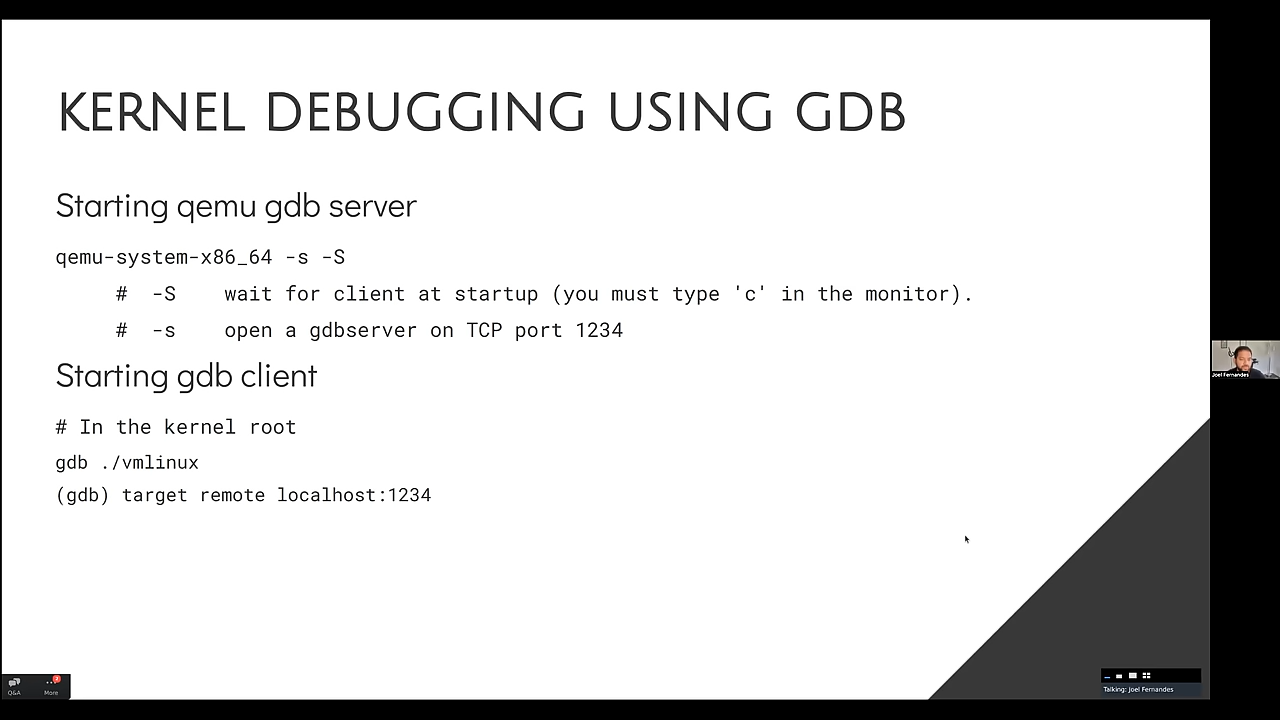 KERNEL DEBUGGING USING GDB
Starting qemu gdb server
qemu-system-x86_64 -s -S
#  -S    wait for client at startup (you must type 'c' in the monitor).
#  -s    open a gdbserver on TCP port 1234
Starting gdb client
# In the kernel root
gdb ./vmlinux
(gdb) target remote localhost:1234
Joel Fernandes
Q&A
More
Talking: Joel Fernandes